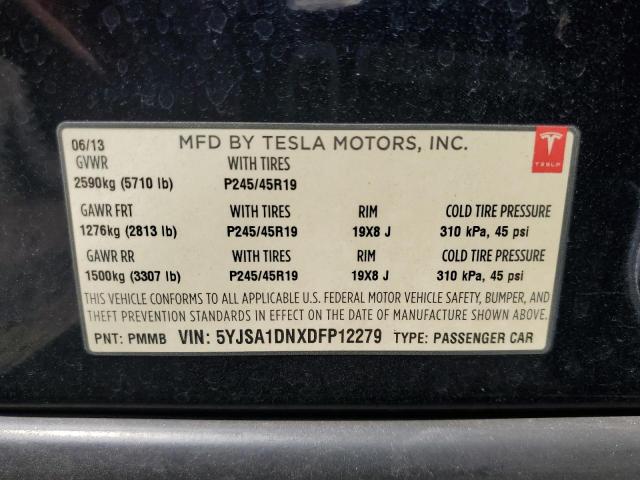 06/13 MFD BY TESLA MOTORS, INC.
TESLA
GVWR WITH TIRES
2590kg (5710 lb) P245/45R19
GAWR FRT WITH TIRES RIM COLD TIRE PRESSURE
1276kg (2813 lb) P245/45R19 19X8 J 310 kPa, 45 psi
GAWR RR WITH TIRES RIM COLD TIRE PRESSURE
1500kg (3307 lb) P245/45R19 19X8 J 310 kPa, 45 psi
THIS VEHICLE CONFORMS TO ALL APPLICABLE U.S. FEDERAL MOTOR VEHICLE SAFETY, BUMPER, AND
THEFT PREVENTION STANDARDS IN EFFECT ON THE DATE OF MANUFACTURE SHOWN ABOVE.
PNT: PMMB VIN: 5YJSA1DNXDFP12279 TYPE: PASSENGER CAR